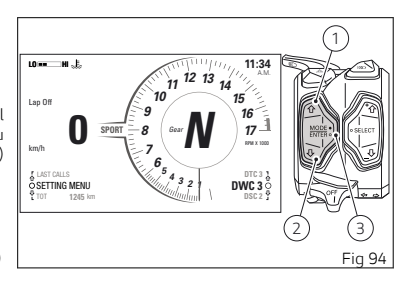 1
LO HI
11:34
A.M.
Lap Off
0
km/h
SPORT
1 2 3 4 5 6 7 8 9 10 11 12 13 14 15 16 17
RPM X 1000
Gear N
LAST CALLS
SETTING MENU
TOT 1245 km
DTC 3
DWC 3
DSC 2
MODE
ENTER
SELECT
OFF
2
3
Fig 94
l
u
)